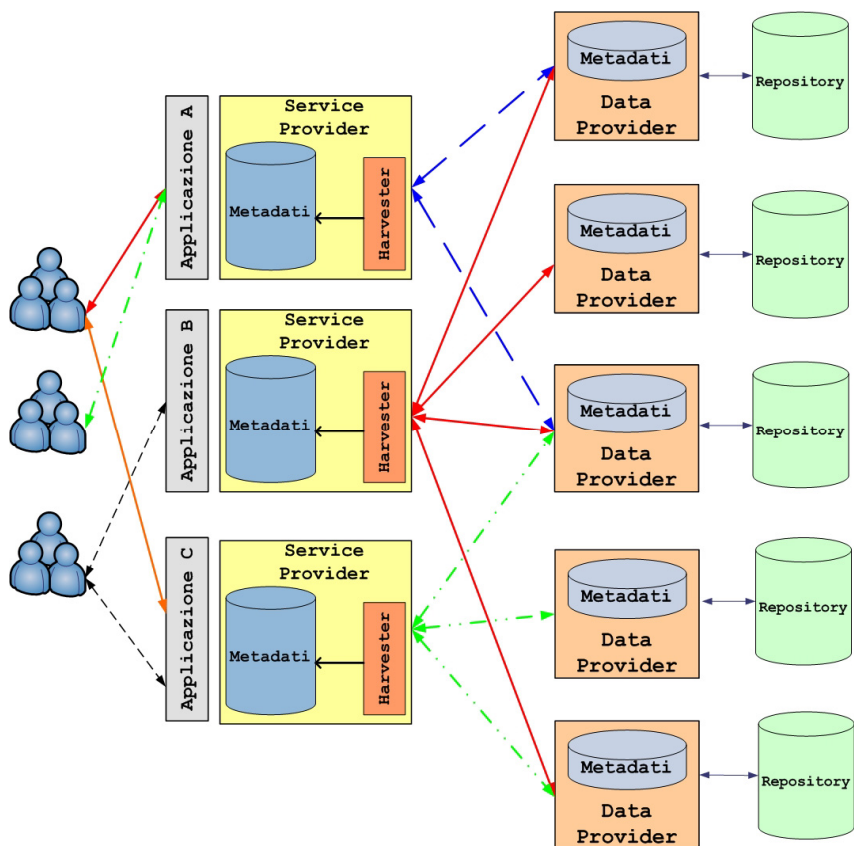 Applicazione A
Service
Provider
Metadati
Harvester
Applicazione B
Service
Provider
Metadati
Harvester
Applicazione C
Service
Provider
Metadati
Harvester
Metadati
Data
Provider
Repository
Metadati
Data
Provider
Repository
Metadati
Data
Provider
Repository
Metadati
Data
Provider
Repository
Metadati
Data
Provider
Repository